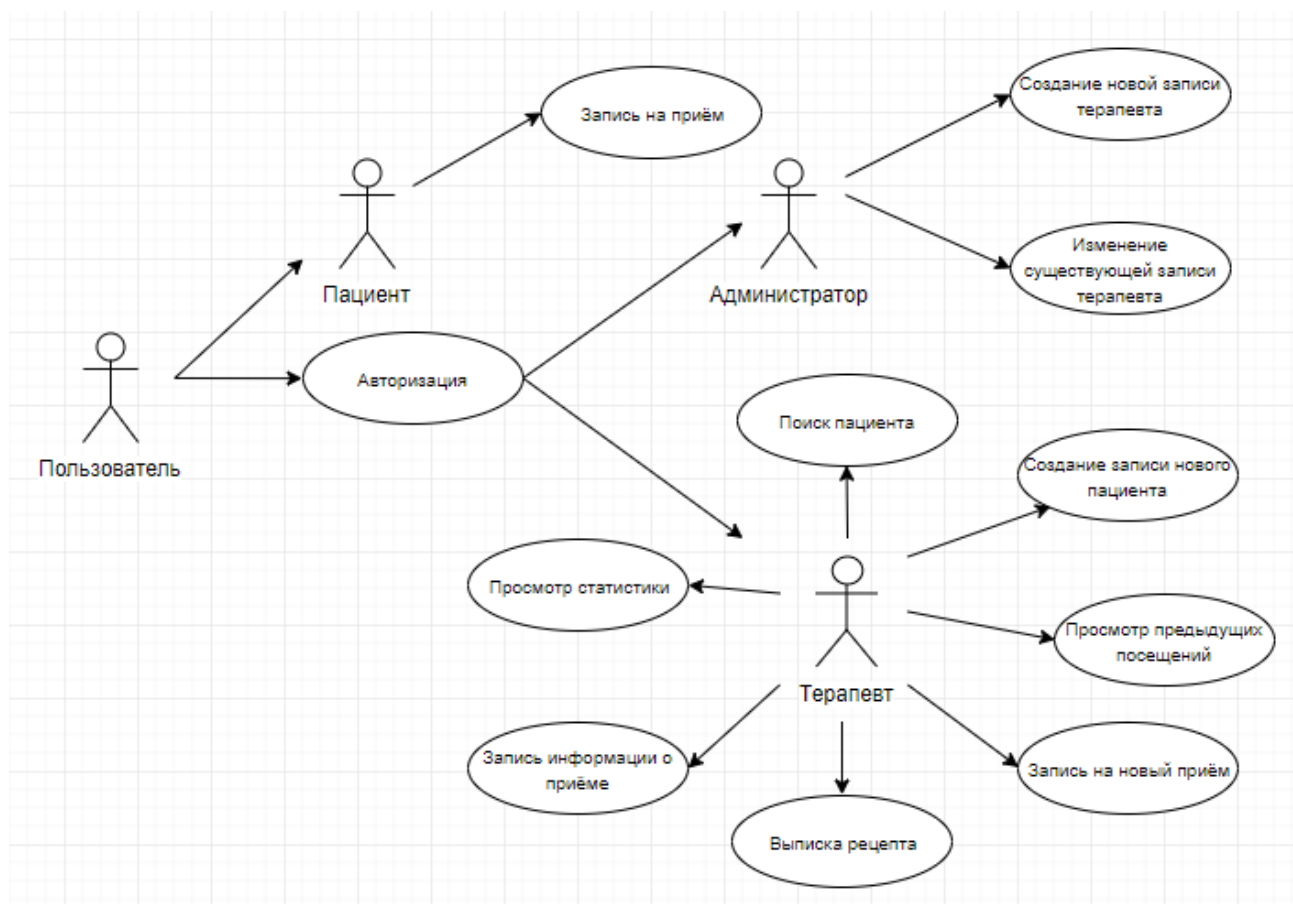 Запись на приём
Создание новой записи
терапевта
Пациент
Администратор
Изменение
существующей записи
терапевта
Пользователь
Авторизация
Поиск пациента
Создание записи нового
пациента
Просмотр статистики
Просмотр предыдущих
посещений
Терапевт
Запись информации о
приёме
Запись на новый приём
Выписка рецепта